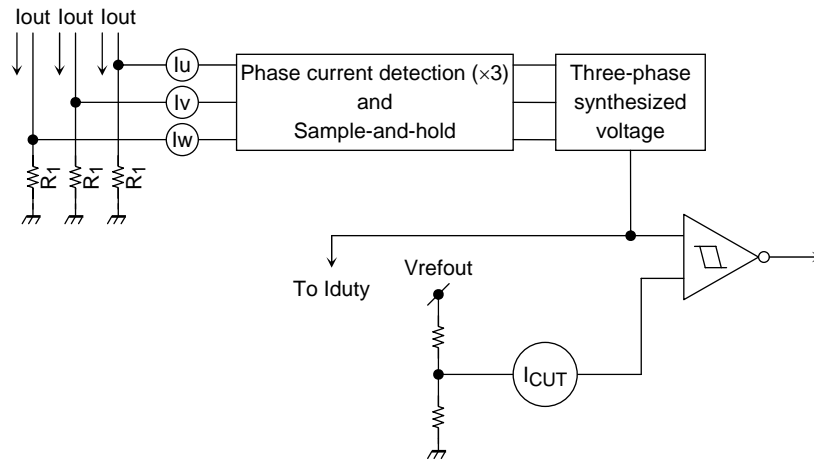 Iout Iout Iout
Iu
Iv
Iw
Phase current detection (×3)
and
Sample-and-hold
Three-phase
synthesized
voltage
R1 R1 R1
To Iduty
Vrefout
ICUT